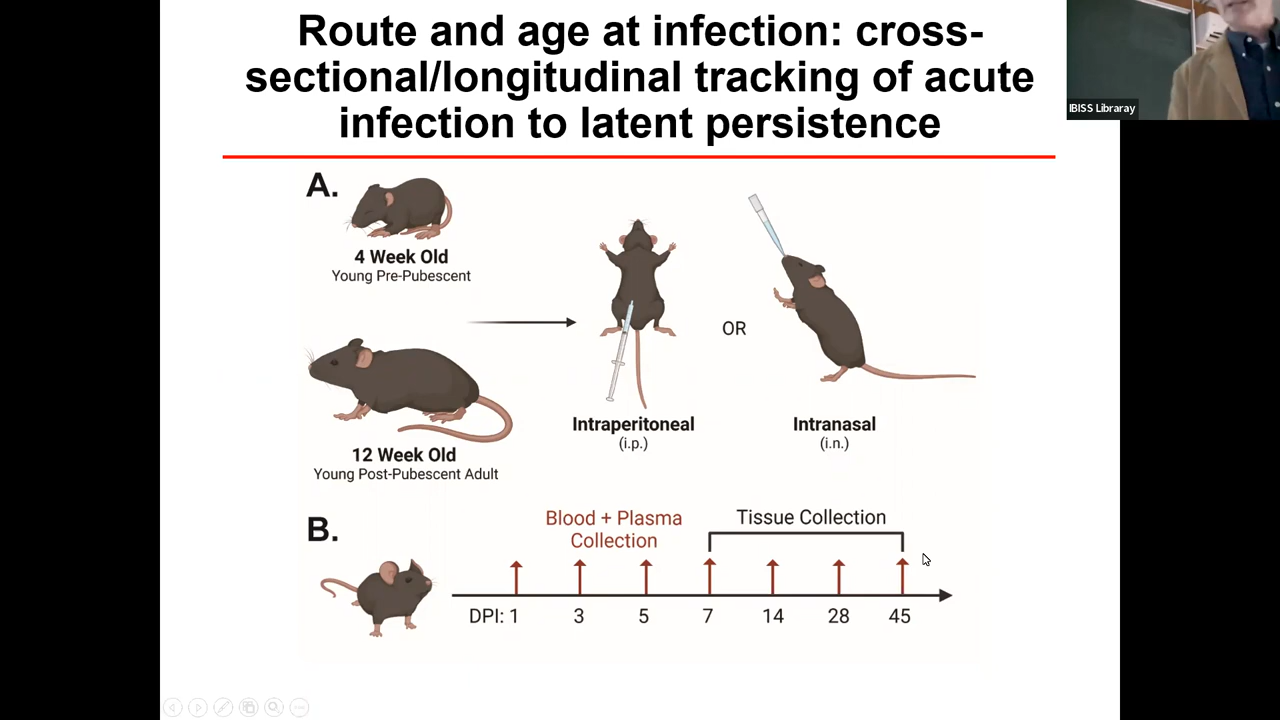 Route and age at infection: cross-
sectional/longitudinal tracking of acute
infection to latent persistence
IBISS Libraray
A.
4 Week Old
Young Pre-Pubescent
OR
Intraperitoneal
(i.p.)
Intranasal
(i.n.)
12 Week Old
Young Post-Pubescent Adult
B.
Blood + Plasma
Collection
Tissue Collection
DPI: 1 3 5 7 14 28 45